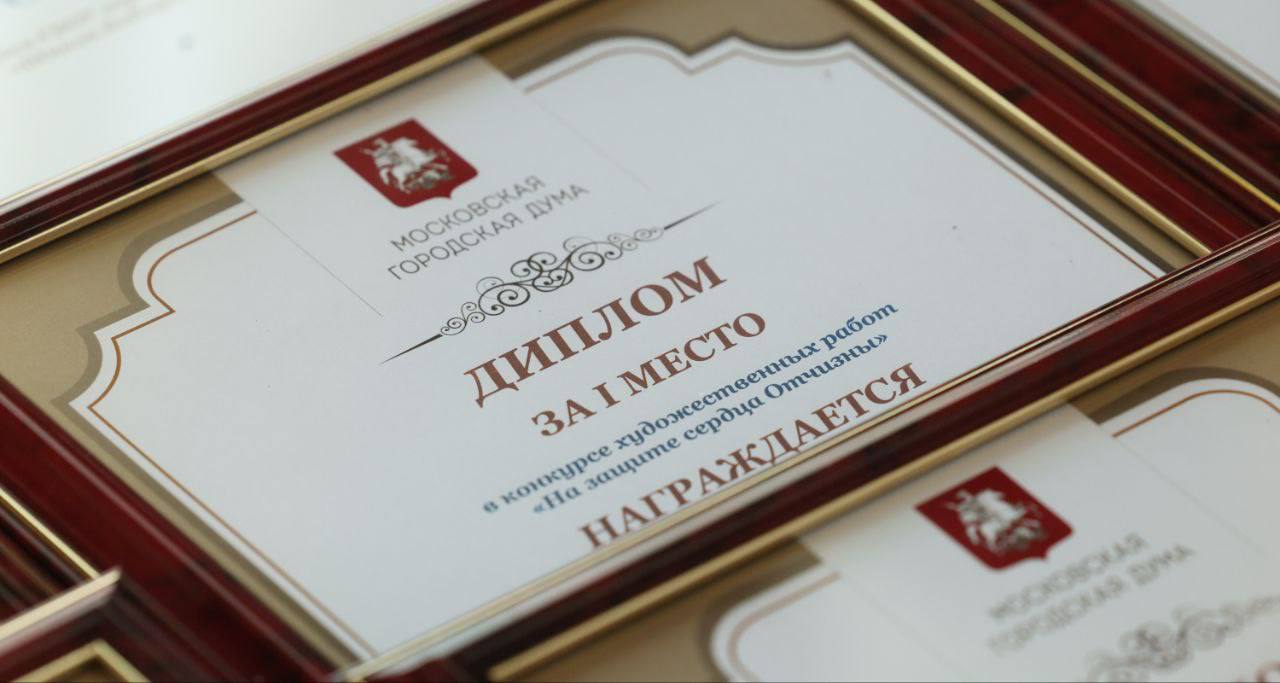 МОСКОВСКАЯ
ГОРОДСКАЯ ДУМА
ДИПЛОМ
ЗА I МЕСТО
в конкурсе художественных работ
«На защите сердца Отчизны»
НАГРАЖДАЕТСЯ
МОСКОВСКАЯ
ГОРОДСКАЯ ДУМА